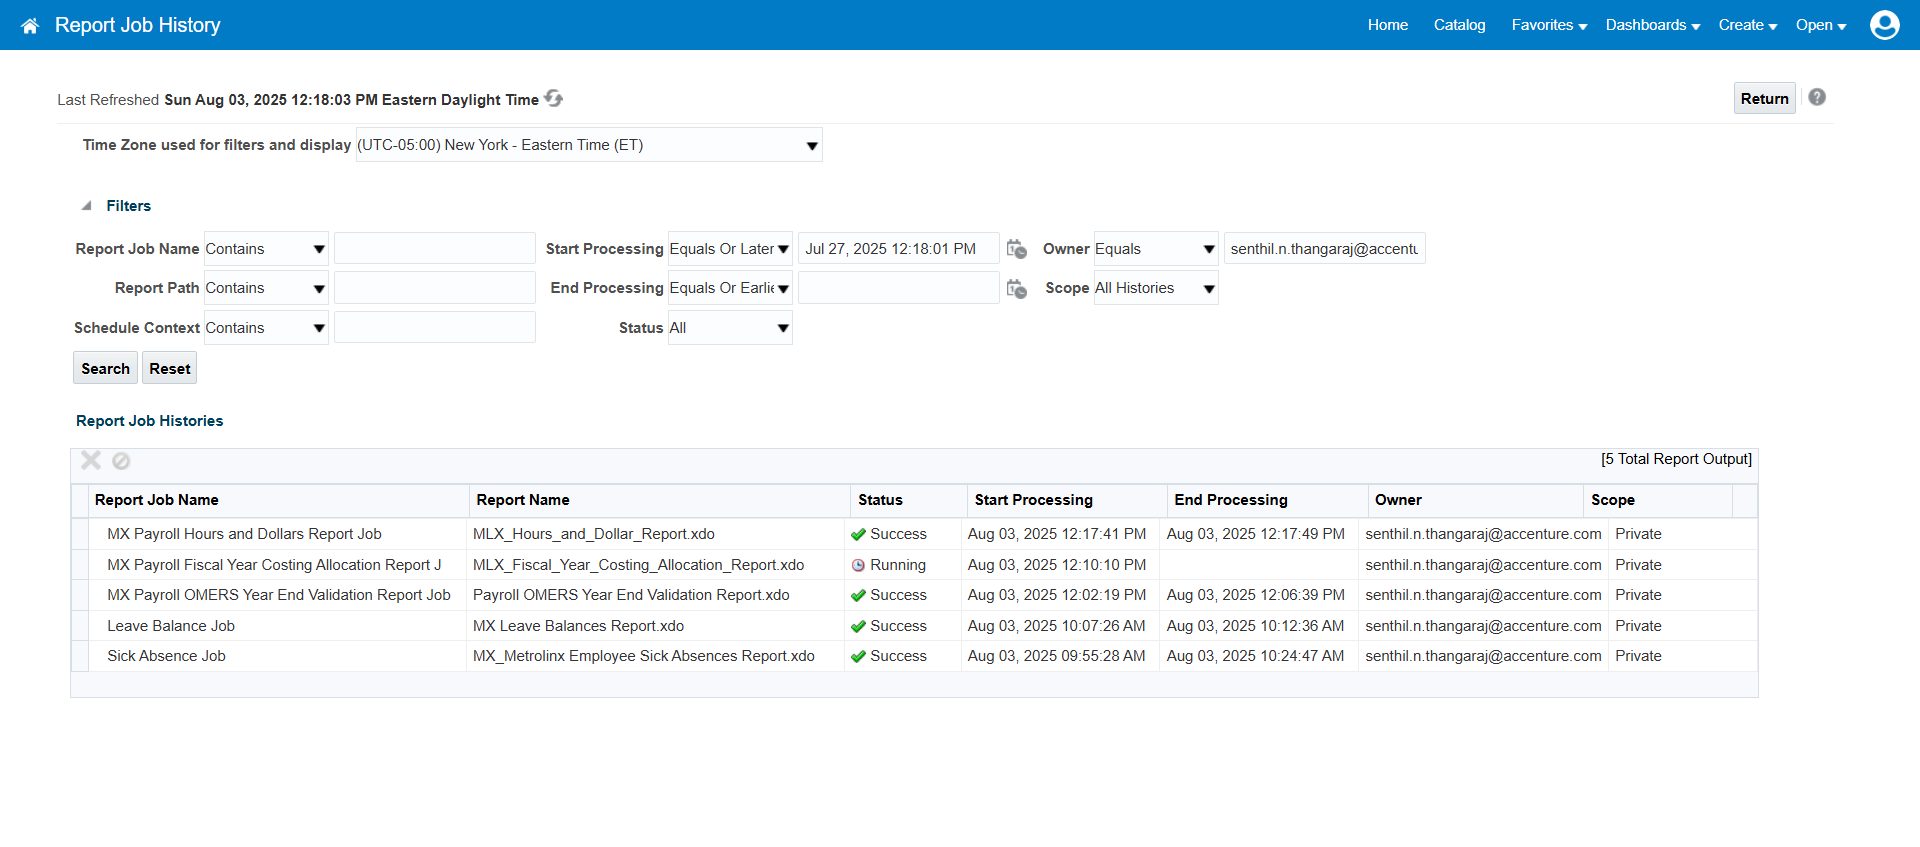 Report Job History Home Catalog Favorites Dashboards Create Open
Last Refreshed Sun Aug 03, 2025 12:18:03 PM Eastern Daylight Time Return
Time Zone used for filters and display (UTC-05:00) New York - Eastern Time (ET)
Filters
Report Job Name Contains Start Processing Equals Or Later Jul 27, 2025 12:18:01 PM Owner Equals senthil.n.thangaraj@accentu
Report Path Contains End Processing Equals Or Earlie Scope All Histories
Schedule Context Contains Status All
Search Reset
Report Job Histories
[5 Total Report Output]
Report Job Name Report Name Status Start Processing End Processing Owner Scope
MX Payroll Hours and Dollars Report Job MLX_Hours_and_Dollar_Report.xdo Success Aug 03, 2025 12:17:41 PM Aug 03, 2025 12:17:49 PM senthil.n.thangaraj@accenture.com Private
MX Payroll Fiscal Year Costing Allocation Report J MLX_Fiscal_Year_Costing_Allocation_Report.xdo Running Aug 03, 2025 12:10:10 PM senthil.n.thangaraj@accenture.com Private
MX Payroll OMERS Year End Validation Report Job Payroll OMERS Year End Validation Report.xdo Success Aug 03, 2025 12:02:19 PM Aug 03, 2025 12:06:39 PM senthil.n.thangaraj@accenture.com Private
Leave Balance Job MX Leave Balances Report.xdo Success Aug 03, 2025 10:07:26 AM Aug 03, 2025 10:12:36 AM senthil.n.thangaraj@accenture.com Private
Sick Absence Job MX_Metrolinx Employee Sick Absences Report.xdo Success Aug 03, 2025 09:55:28 AM Aug 03, 2025 10:24:47 AM senthil.n.thangaraj@accenture.com Private